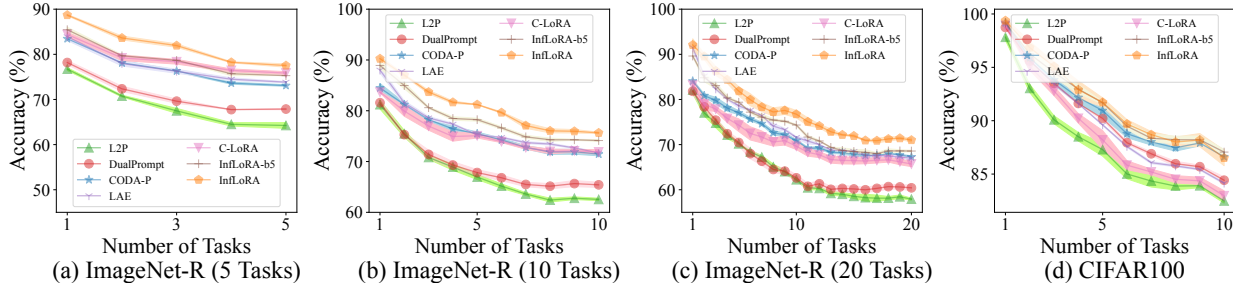 Accuracy (%)
90
80
70
60
50
L2P
DualPrompt
CODA-P
LAE
C-LoRA
InfLoRA-b5
InfLoRA
1
3
5
Number of Tasks
(a) ImageNet-R (5 Tasks)
Accuracy (%)
100
90
80
70
60
L2P
DualPrompt
CODA-P
LAE
C-LoRA
InfLoRA-b5
InfLoRA
1
5
10
Number of Tasks
(b) ImageNet-R (10 Tasks)
Accuracy (%)
100
90
80
70
60
L2P
DualPrompt
CODA-P
LAE
C-LoRA
InfLoRA-b5
InfLoRA
1
10
20
Number of Tasks
(c) ImageNet-R (20 Tasks)
Accuracy (%)
100
95
90
85
L2P
DualPrompt
CODA-P
LAE
C-LoRA
InfLoRA-b5
InfLoRA
1
5
10
Number of Tasks
(d) CIFAR100